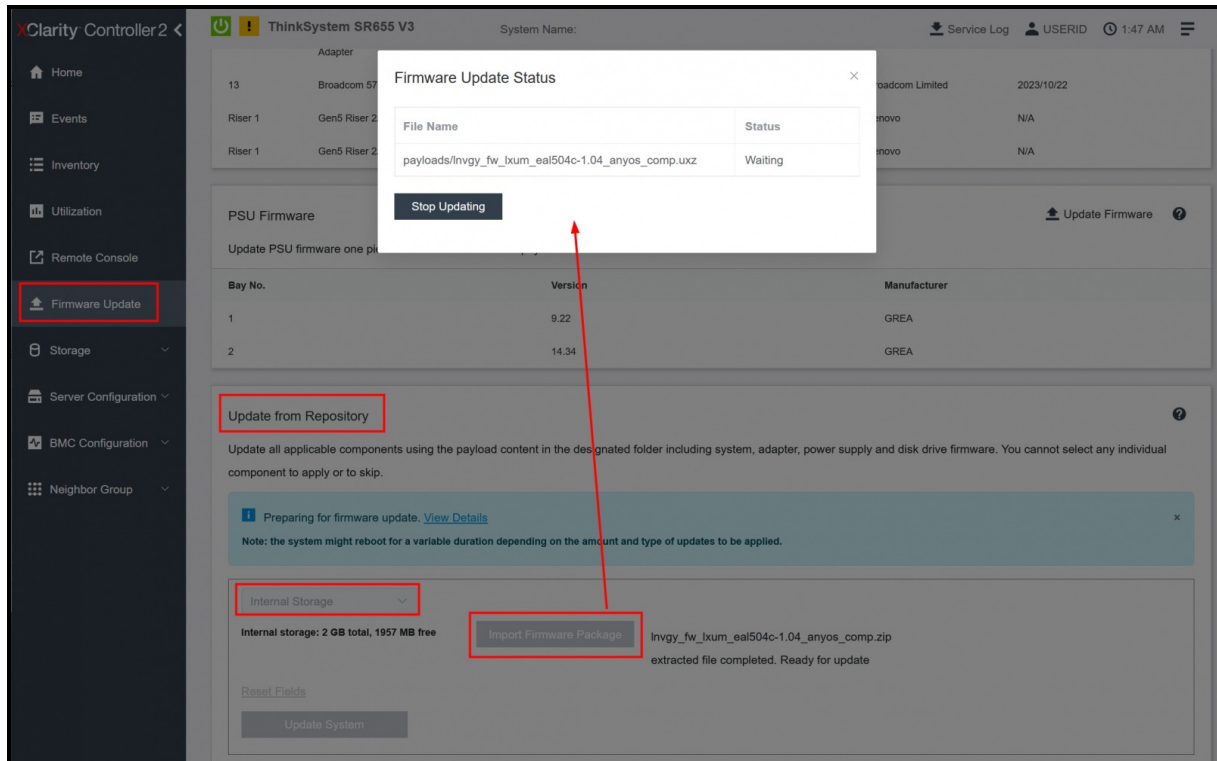 XClarity Controller 2
ThinkSystem SR655 V3 System Name: Service Log USERID 1:47 AM
Home
Events
Inventory
Utilization
Remote Console
Firmware Update
Storage
Server Configuration
BMC Configuration
Neighbor Group
Adapter
13 Broadcom 57 roadcom Limited 2023/10/22
Riser 1 Gen5 Riser 2 enovo N/A
Riser 1 Gen5 Riser 2 enovo N/A
Firmware Update Status
File Name Status
payloads/lnvgy_fw_lxum_eal504c-1.04_anyos_comp.uxz Waiting
Stop Updating
PSU Firmware Update Firmware
Update PSU firmware one pi
Bay No. Version Manufacturer
1 9.22 GREA
2 14.34 GREA
Update from Repository
Update all applicable components using the payload content in the designated folder including system, adapter, power supply and disk drive firmware. You cannot select any individual
component to apply or to skip.
Preparing for firmware update. View Details
Note: the system might reboot for a variable duration depending on the amount and type of updates to be applied.
Internal Storage
Internal storage: 2 GB total, 1957 MB free
Import Firmware Package
lnvgy_fw_lxum_eal504c-1.04_anyos_comp.zip
extracted file completed. Ready for update
Reset Fields
Update System